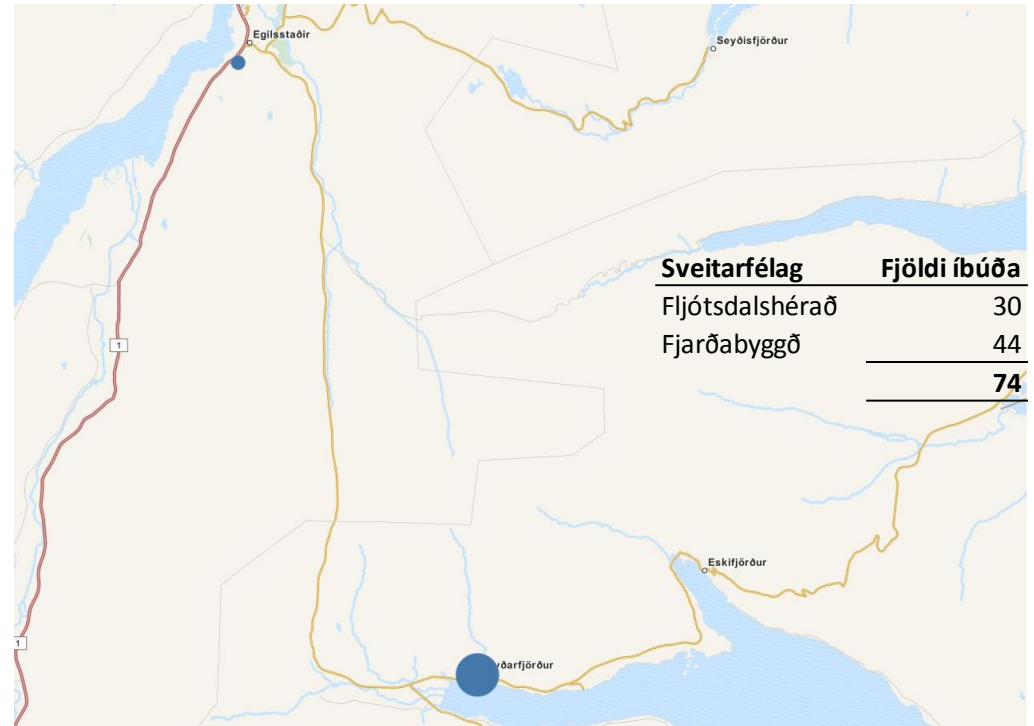 Egilsstaðir
Seyðisfjörður
Sveitarfélag Fjöldi íbúða
Fljótsdalshérað 30
Fjarðabyggð 44
74
1
Eskifjörður
1
yðarfjörður